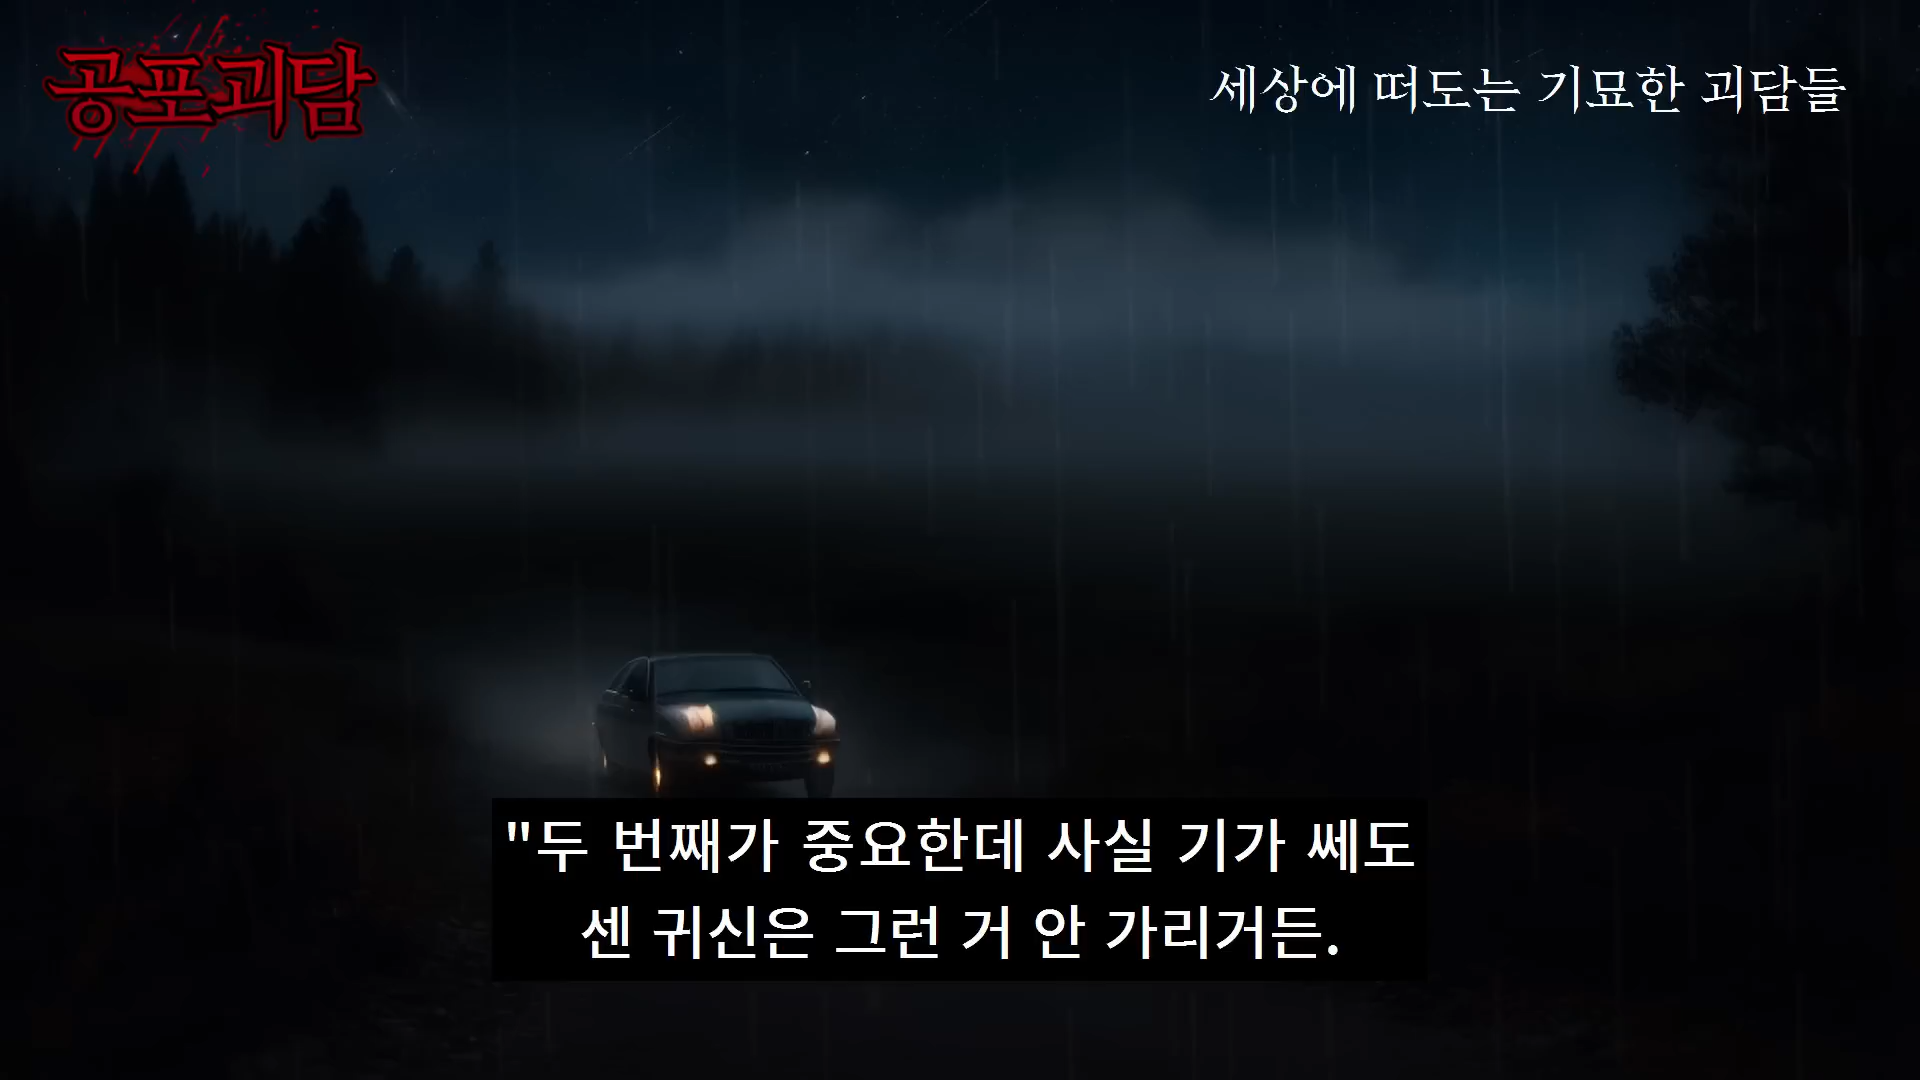 공포괴담
세상에 떠도는 기묘한 괴담들
"두 번째가 중요한데 사실 기가 쎄도
센 귀신은 그런 거 안 가리거든.